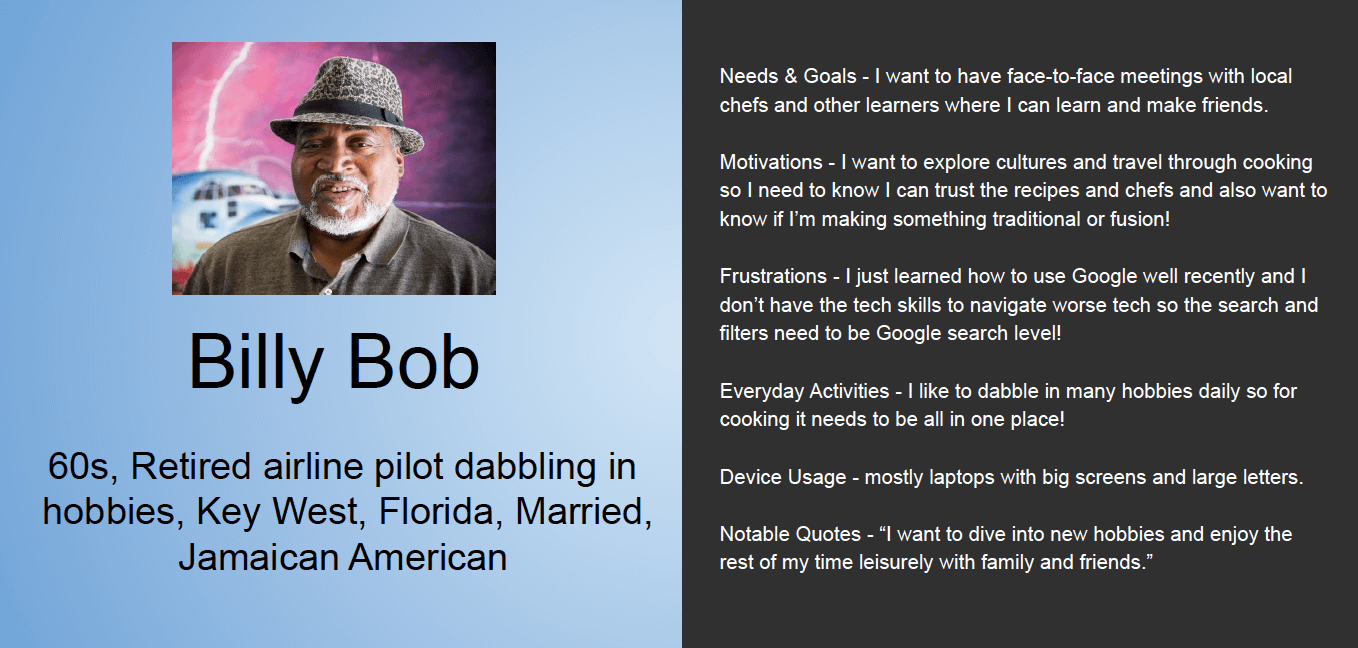 Billy Bob
60s, Retired airline pilot dabbling in
hobbies, Key West, Florida, Married,
Jamaican American
Needs & Goals - I want to have face-to-face meetings with local
chefs and other learners where I can learn and make friends.
Motivations - I want to explore cultures and travel through cooking
so I need to know I can trust the recipes and chefs and also want to
know if I’m making something traditional or fusion!
Frustrations - I just learned how to use Google well recently and I
don’t have the tech skills to navigate worse tech so the search and
filters need to be Google search level!
Everyday Activities - I like to dabble in many hobbies daily so for
cooking it needs to be all in one place!
Device Usage - mostly laptops with big screens and large letters.
Notable Quotes - “I want to dive into new hobbies and enjoy the
rest of my time leisurely with family and friends.”